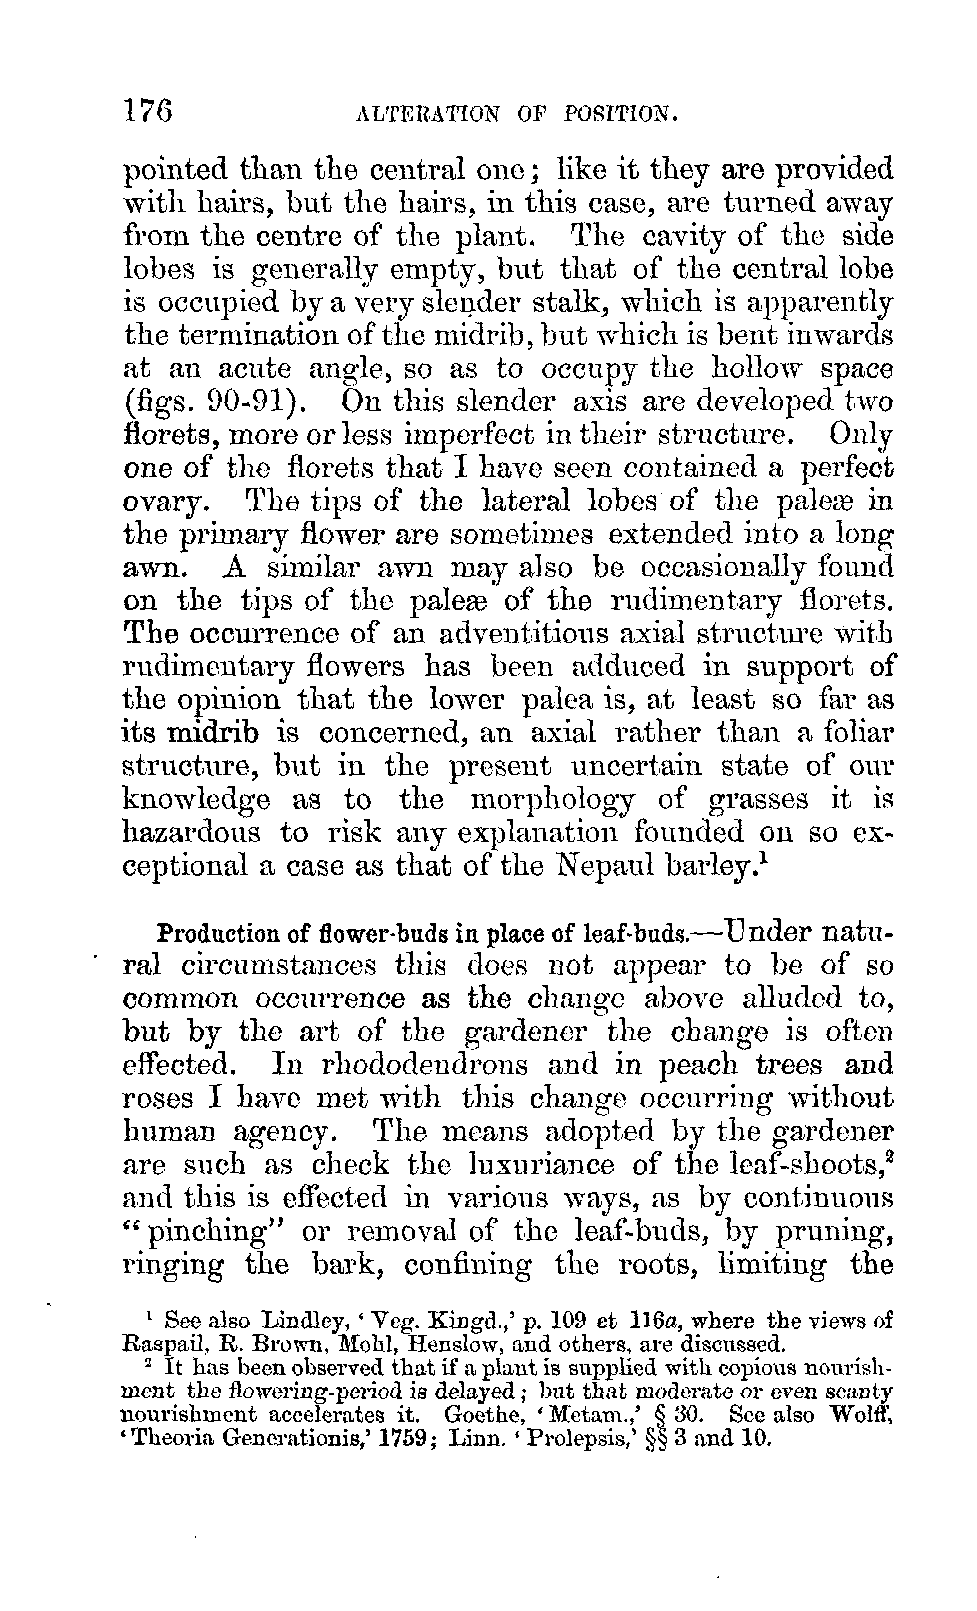 176 ALTERATION OF POSITION.
pointed than the central one; like it they are provided
with hairs, but the hairs, in this case, are turned away
from the centre of the plant. The cavity of the side
lobes is generally empty, but that of the central lobe
is occupied by a very slender stalk, which is apparently
the termination of the midrib, but which is bent inwards
at an acute angle, so as to occupy the hollow space
(figs. 90-91). On this slender axis are developed two
florets, more or less imperfect in their structure. Only
one of the florets that I have seen contained a perfect
ovary. The tips of the lateral lobes of the paleæ in
the primary flower are sometimes extended into a long
awn. A similar awn may also be occasionally found
on the tips of the paleæ of the rudimentary florets.
The occurrence of an adventitious axial structure with
rudimentary flowers has been adduced in support of
the opinion that the lower palea is, at least so far as
its midrib is concerned, an axial rather than a foliar
structure, but in the present uncertain state of our
knowledge as to the morphology of grasses it is
hazardous to risk any explanation founded on so ex-
ceptional a case as that of the Nepaul barley.¹
Production of flower-buds in place of leaf-buds.—Under natu-
ral circumstances this does not appear to be of so
common occurrence as the change above alluded to,
but by the art of the gardener the change is often
effected. In rhododendrons and in peach trees and
roses I have met with this change occurring without
human agency. The means adopted by the gardener
are such as check the luxuriance of the leaf-shoots,²
and this is effected in various ways, as by continuous
"pinching" or removal of the leaf-buds, by pruning,
ringing the bark, confining the roots, limiting the
¹ See also Lindley, 'Veg. Kingd.,' p. 109 et 116a, where the views of
Raspail, R. Brown, Mohl, Henslow, and others, are discussed.
² It has been observed that if a plant is supplied with copious nourish-
ment the flowering-period is delayed; but that moderate or even scanty
nourishment accelerates it. Goethe, 'Metam.,' § 30. See also Wolff,
'Theoria Generationis,' 1759; Linn. 'Prolepsis,' §§ 3 and 10.